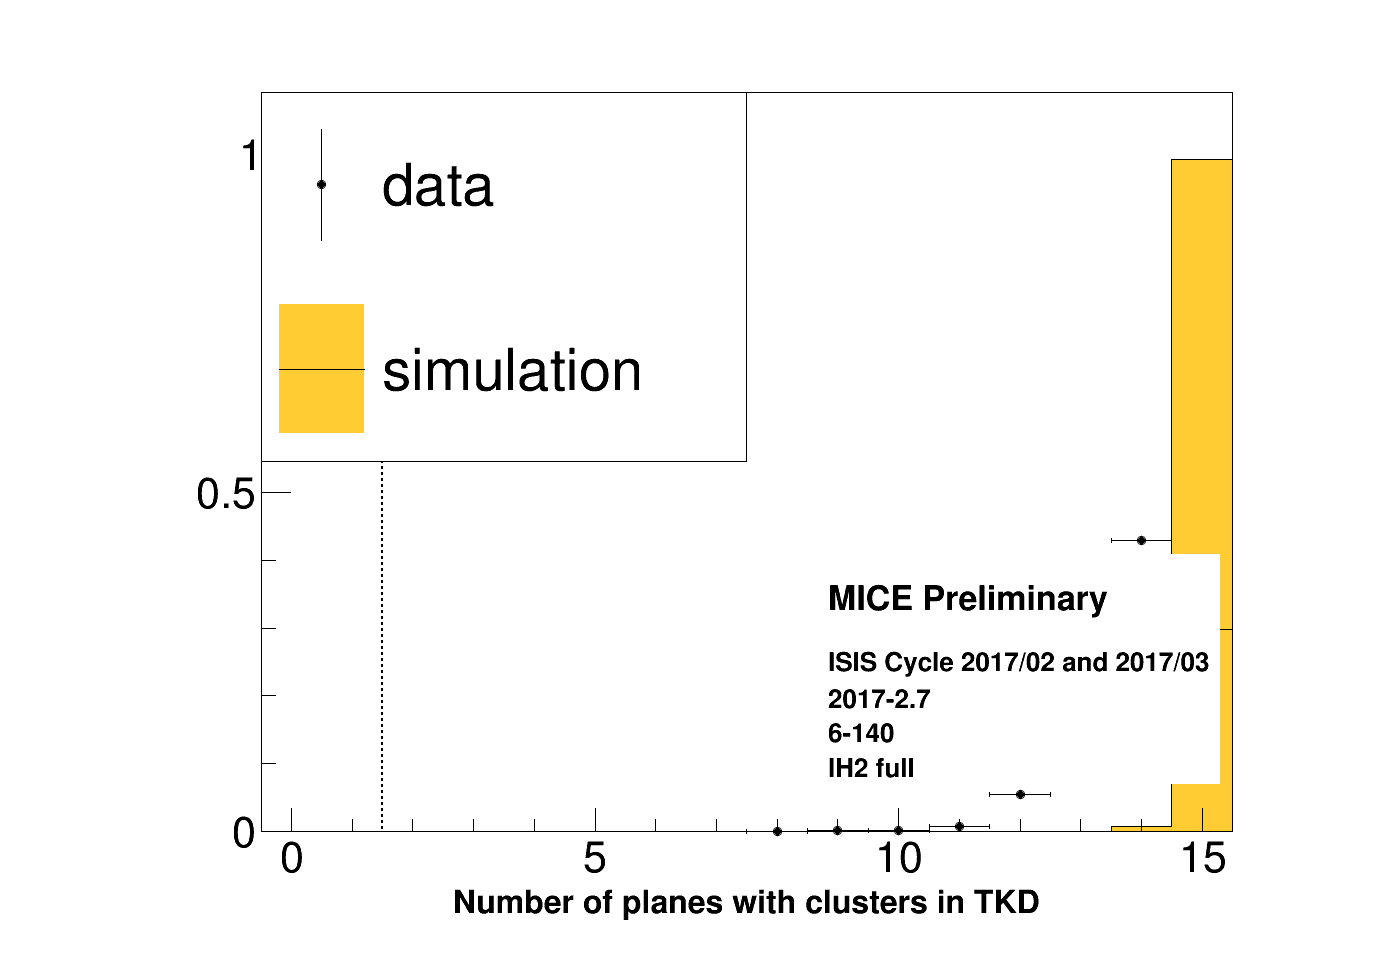 1
data
simulation
0.5
MICE Preliminary
ISIS Cycle 2017/02 and 2017/03
2017-2.7
6-140
IH2 full
0
0 5 10 15
Number of planes with clusters in TKD